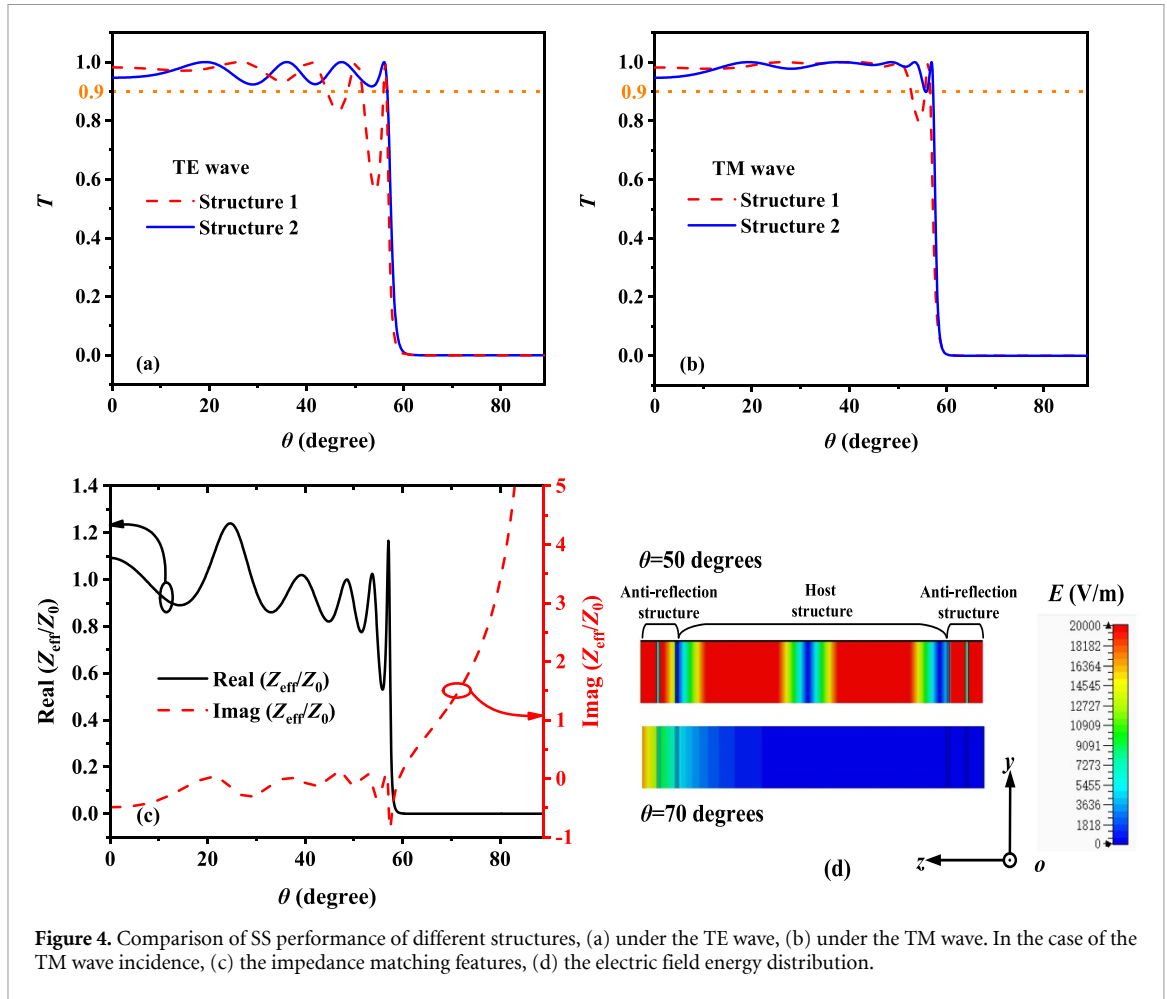 1.0
0.9
0.8
0.6
0.4
0.2
0.0
T
TE wave
Structure 1
Structure 2
(a)
0 20 40 60 80
θ (degree)
1.0
0.9
0.8
0.6
0.4
0.2
0.0
T
TM wave
Structure 1
Structure 2
(b)
0 20 40 60 80
θ (degree)
1.4
1.2
1.0
0.8
0.6
0.4
0.2
0.0
Real (Zeff/Z0)
Real (Zeff/Z0)
Imag (Zeff/Z0)
(c)
5
4
3
2
1
0
-1
Imag (Zeff/Z0)
0 20 40 60 80
θ (degree)
θ=50 degrees
Anti-reflection
structure
Host
structure
Anti-reflection
structure
θ=70 degrees
E (V/m)
20000
18182
16364
14545
12727
10909
9091
7273
5455
3636
1818
0
y
z
o
(d)
Figure 4. Comparison of SS performance of different structures, (a) under the TE wave, (b) under the TM wave. In the case of the
TM wave incidence, (c) the impedance matching features, (d) the electric field energy distribution.